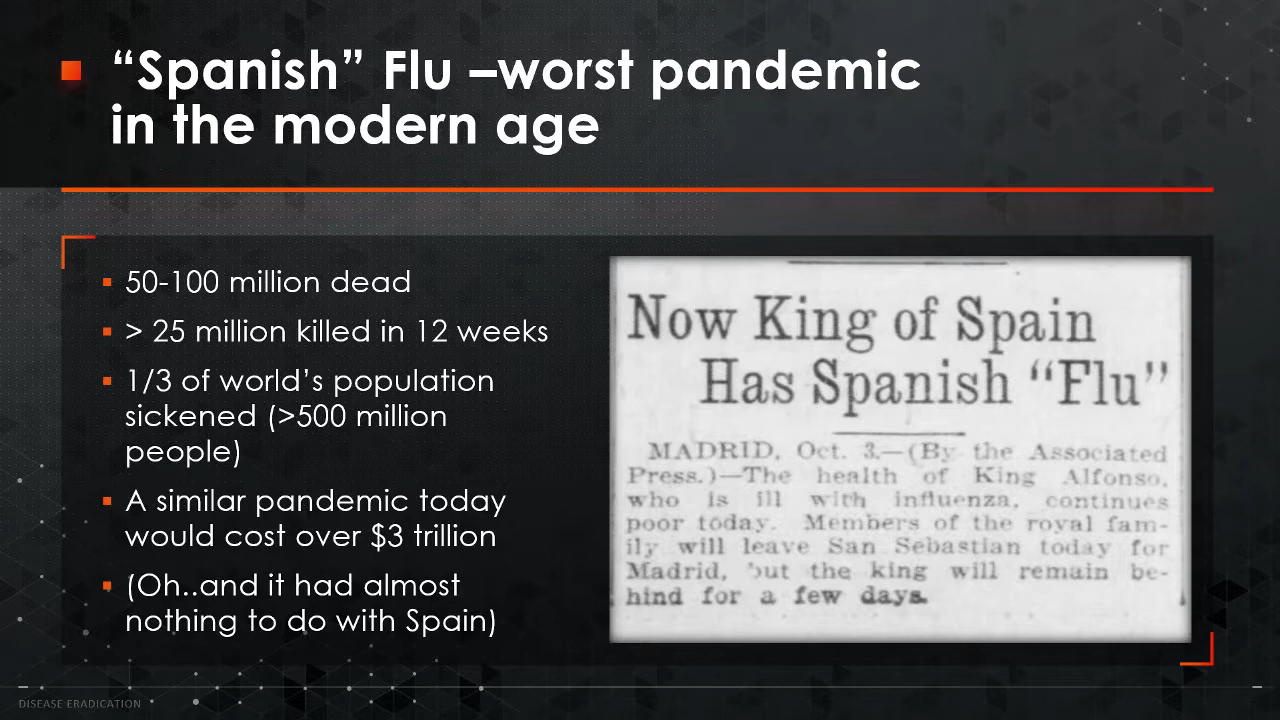 “Spanish” Flu –worst pandemic
in the modern age
50-100 million dead
> 25 million killed in 12 weeks
1/3 of world’s population
sickened (>500 million
people)
A similar pandemic today
would cost over $3 trillion
(Oh..and it had almost
nothing to do with Spain)
Now King of Spain
Has Spanish “Flu”
MADRID, Oct. 3.—(By the Associated
Press.)—The health of King Alfonso,
who is ill with influenza, continues
poor today. Members of the royal fam-
ily will leave San Sebastian today for
Madrid, but the king will remain be-
hind for a few days.
DISEASE ERADICATION